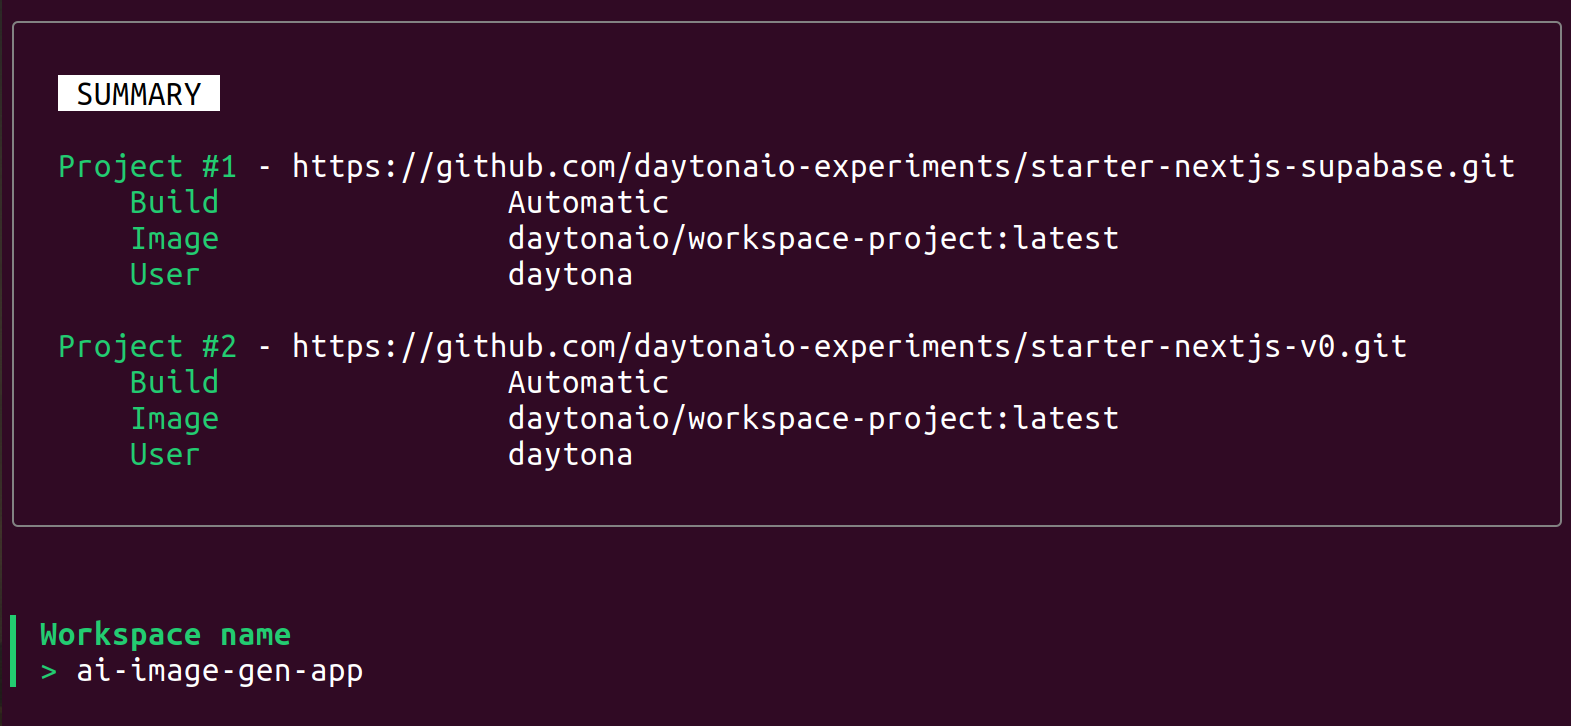 SUMMARY
Project #1 - https://github.com/daytonaio-experiments/starter-nextjs-supabase.git
Build Automatic
Image daytonaio/workspace-project:latest
User daytona
Project #2 - https://github.com/daytonaio-experiments/starter-nextjs-v0.git
Build Automatic
Image daytonaio/workspace-project:latest
User daytona
Workspace name
> ai-image-gen-app